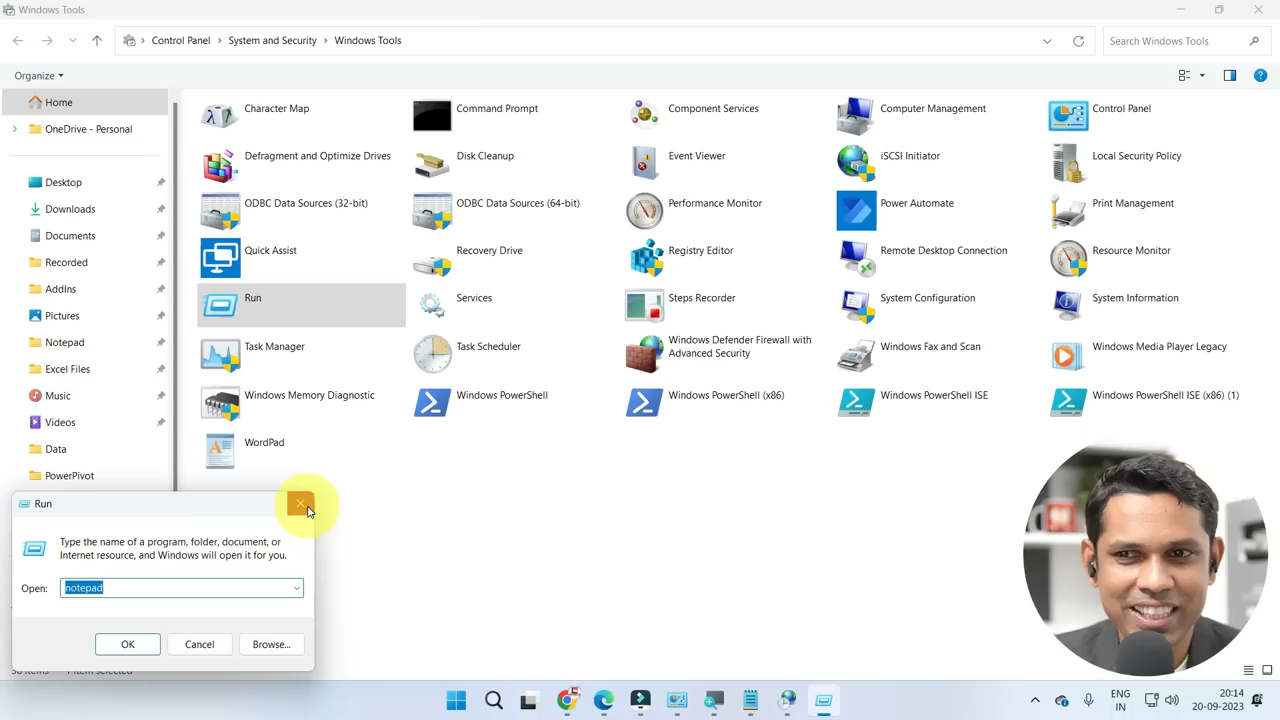 Windows Tools
Control Panel
System and Security
Windows Tools
Search Windows Tools
Organize
Home
OneDrive - Personal
Desktop
Downloads
Documents
Recorded
AddIns
Pictures
Notepad
Excel Files
Music
Videos
Data
PowerPivot
Character Map
Command Prompt
Component Services
Computer Management
Control Panel
Defragment and Optimize Drives
Disk Cleanup
Event Viewer
iSCSI Initiator
Local Security Policy
ODBC Data Sources (32-bit)
ODBC Data Sources (64-bit)
Performance Monitor
Power Automate
Print Management
Quick Assist
Recovery Drive
Registry Editor
Remote Desktop Connection
Resource Monitor
Run
Services
Steps Recorder
System Configuration
System Information
Task Manager
Task Scheduler
Windows Defender Firewall with
Advanced Security
Windows Fax and Scan
Windows Media Player Legacy
Windows Memory Diagnostic
Windows PowerShell
Windows PowerShell (x86)
Windows PowerShell ISE
Windows PowerShell ISE (x86) (1)
WordPad
Run
Type the name of a program, folder, document, or
Internet resource, and Windows will open it for you.
Open:
notepad
OK
Cancel
Browse...
ENG
IN
20:14
20-09-2023